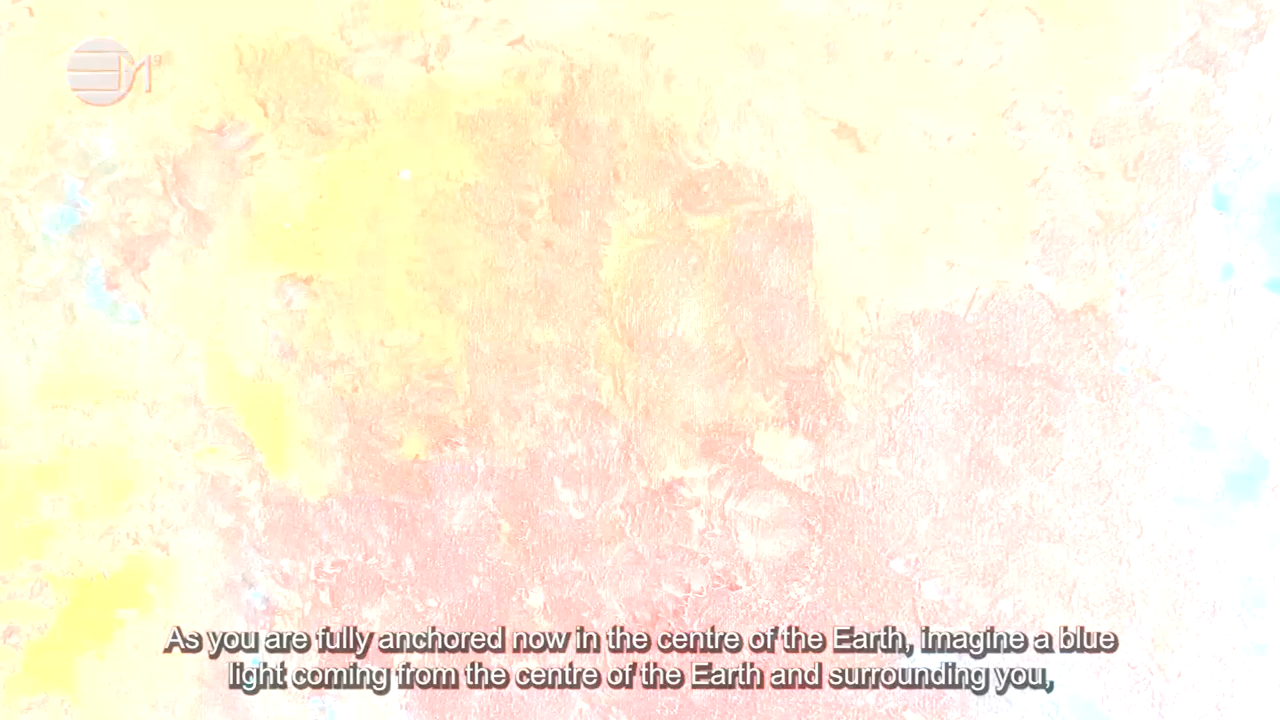 As you are fully anchored now in the centre of the Earth, imagine a blue
light coming from the centre of the Earth and surrounding you,